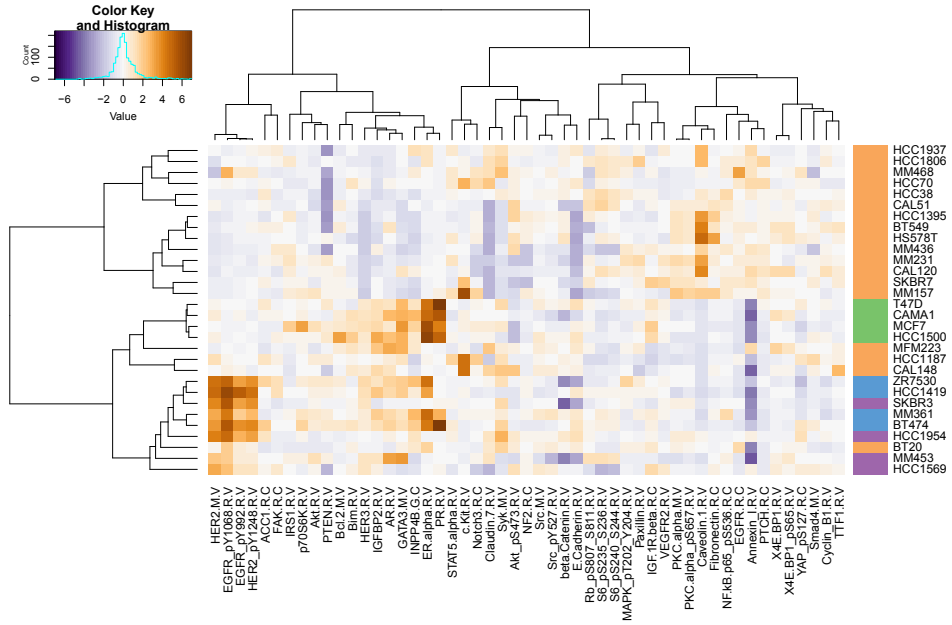 Color Key
and Histogram
Count
0
100
−6
−2
0
2
4
6
Value
HCC1937
HCC1806
MM468
HCC70
HCC38
CAL51
HCC1395
BT549
HS578T
MM436
MM231
CAL120
SKBR7
MM157
T47D
CAMA1
MCF7
HCC1500
MFM223
HCC1187
CAL148
ZR7530
HCC1419
SKBR3
MM361
BT474
HCC1954
BT20
MM453
HCC1569
HER2.M.V
EGFR_pY1068.R.V
EGFR_pY992.R.V
HER2_pY1248.R.V
ACC1.R.C
FAK.R.C
IRS1.R.V
p70S6K.R.V
Akt.R.V
PTEN.R.V
Bcl.2.M.V
Bim.R.V
HER3.R.V
IGFBP2.R.V
AR.R.V
GATA3.M.V
INPP4B.G.C
ER.alpha.R.V
PR.R.V
STAT5.alpha.R.V
c.Kit.R.V
Notch3.R.C
Claudin.7.R.V
Syk.M.V
Akt_pS473.R.V
NF2.R.C
Src.M.V
Src_pY527.R.V
beta.Catenin.R.V
E.Cadherin.R.V
Rb_pS807_S811.R.V
S6_pS235_S236.R.V
S6_pS240_S244.R.V
MAPK_pT202_Y204.R.V
Paxillin.R.V
IGF.1R.beta.R.C
VEGFR2.R.V
PKC.alpha.M.V
PKC.alpha_pS657.R.V
Caveolin.1.R.V
Fibronectin.R.C
NF.kB.p65_pS536.R.C
EGFR.R.C
Annexin_I.R.V
PTCH.R.C
X4E.BP1.R.V
X4E.BP1_pS65.R.V
YAP_pS127.R.C
Smad4.M.V
Cyclin_B1.R.V
TTF1.R.V